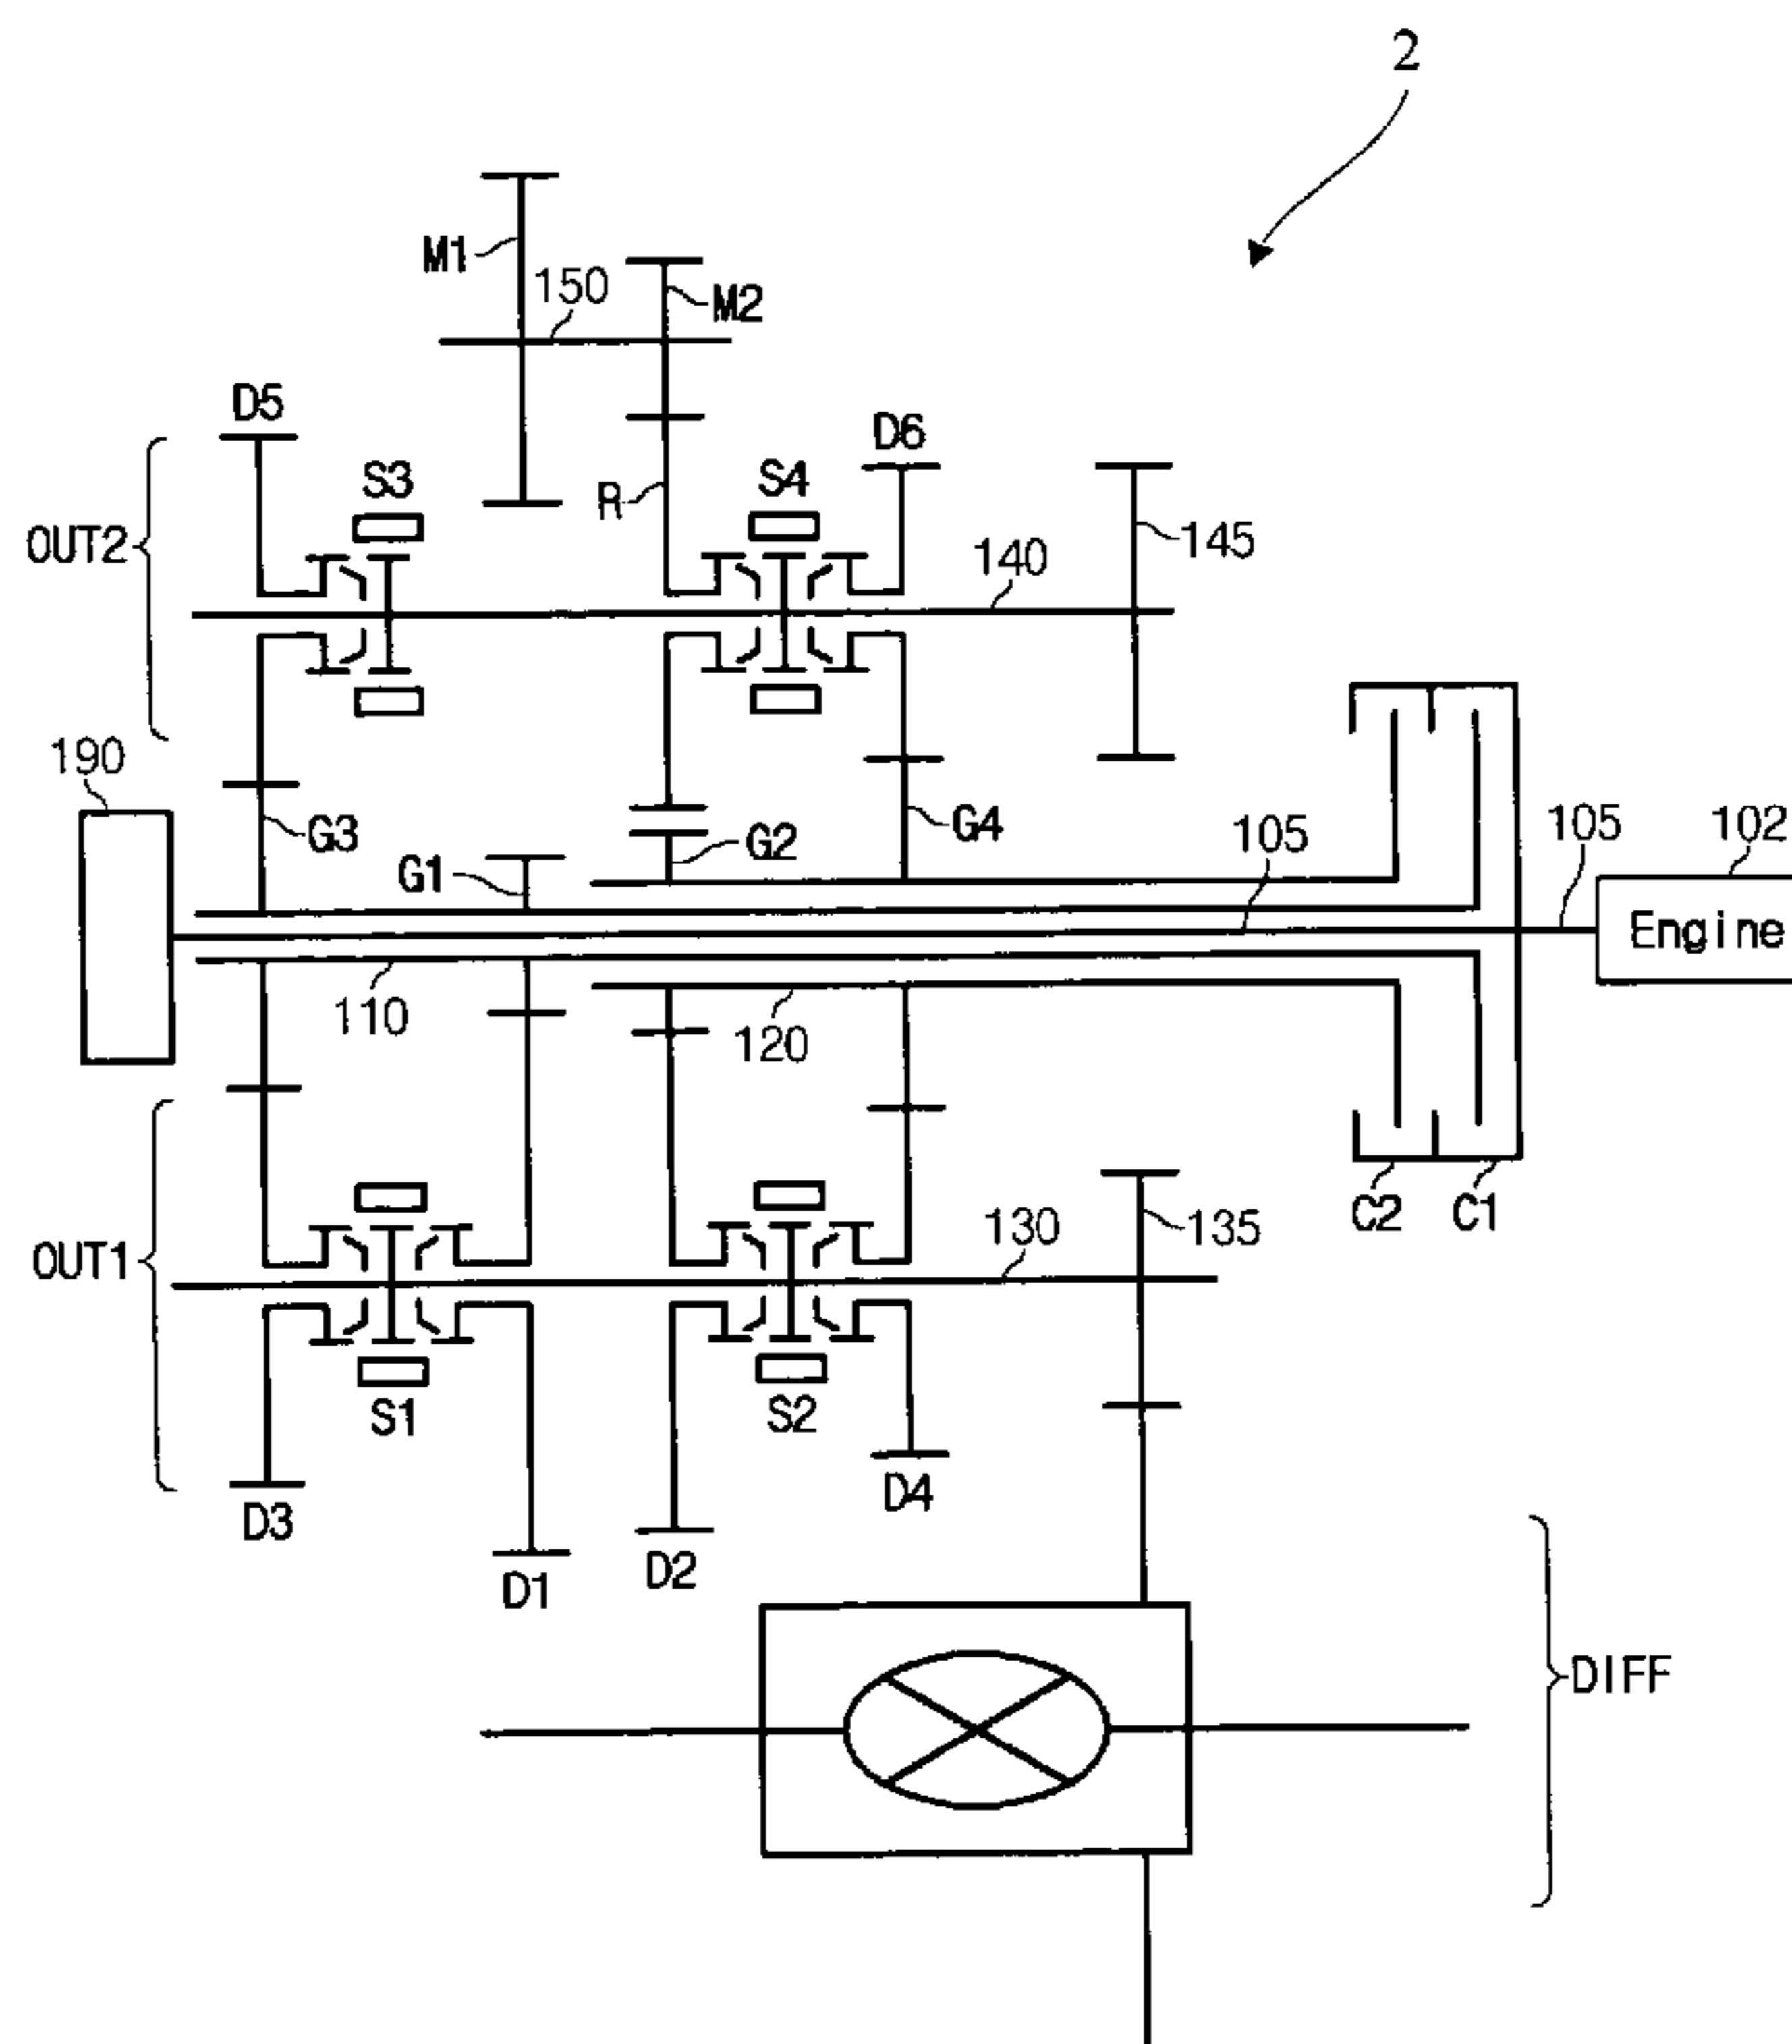 2
M1
150
M2
D5
D6
S3
S4
R
OUT2
145
140
190
G3
G2
G4
105
105
102
G1
Engine
110
120
C2
C1
130
135
OUT1
S1
S2
D4
D3
D2
D1
DIFF